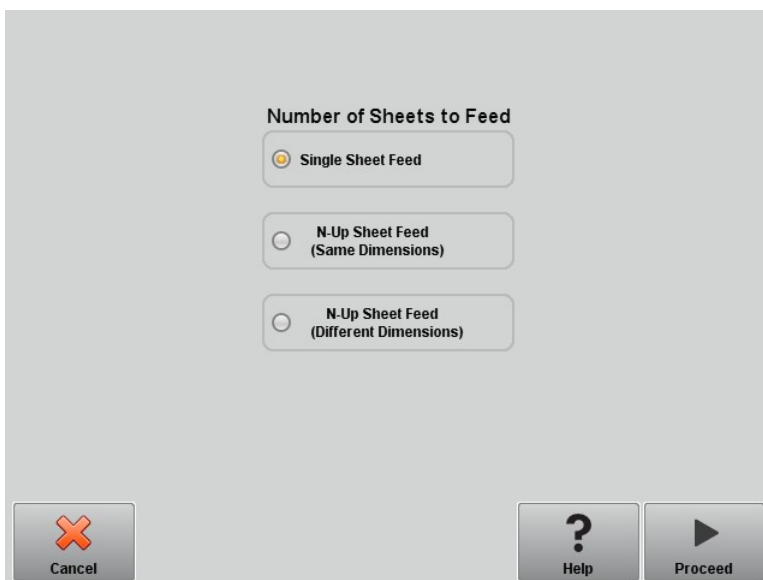 Number of Sheets to Feed
Single Sheet Feed
N-Up Sheet Feed
(Same Dimensions)
N-Up Sheet Feed
(Different Dimensions)
Cancel
?
Help
Proceed